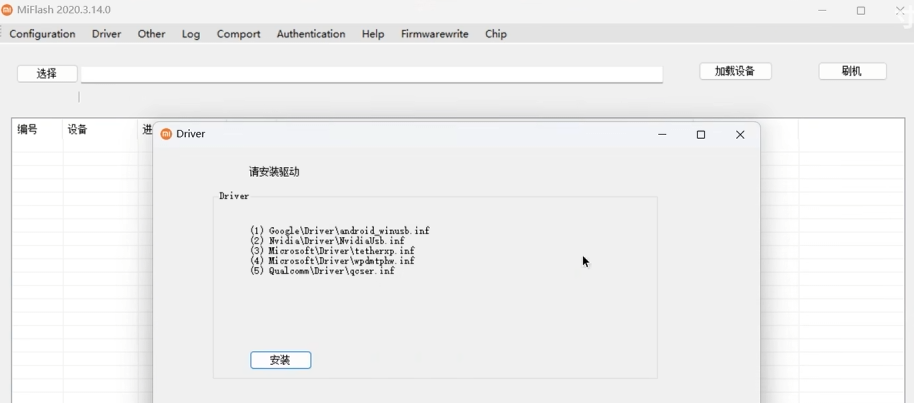 MiFlash 2020.3.14.0
Configuration Driver Other Log Comport Authentication Help Firmwarewrite Chip
选择 加载设备 刷机
编号 设备 进
Driver
请安装驱动
Driver
(1) Google\Driver\android_winusb.inf
(2) Nvidia\Driver\NvidiaUsb.inf
(3) Microsoft\Driver\tetherxp.inf
(4) Microsoft\Driver\wpdmtphw.inf
(5) Qualcomm\Driver\qcser.inf
安装